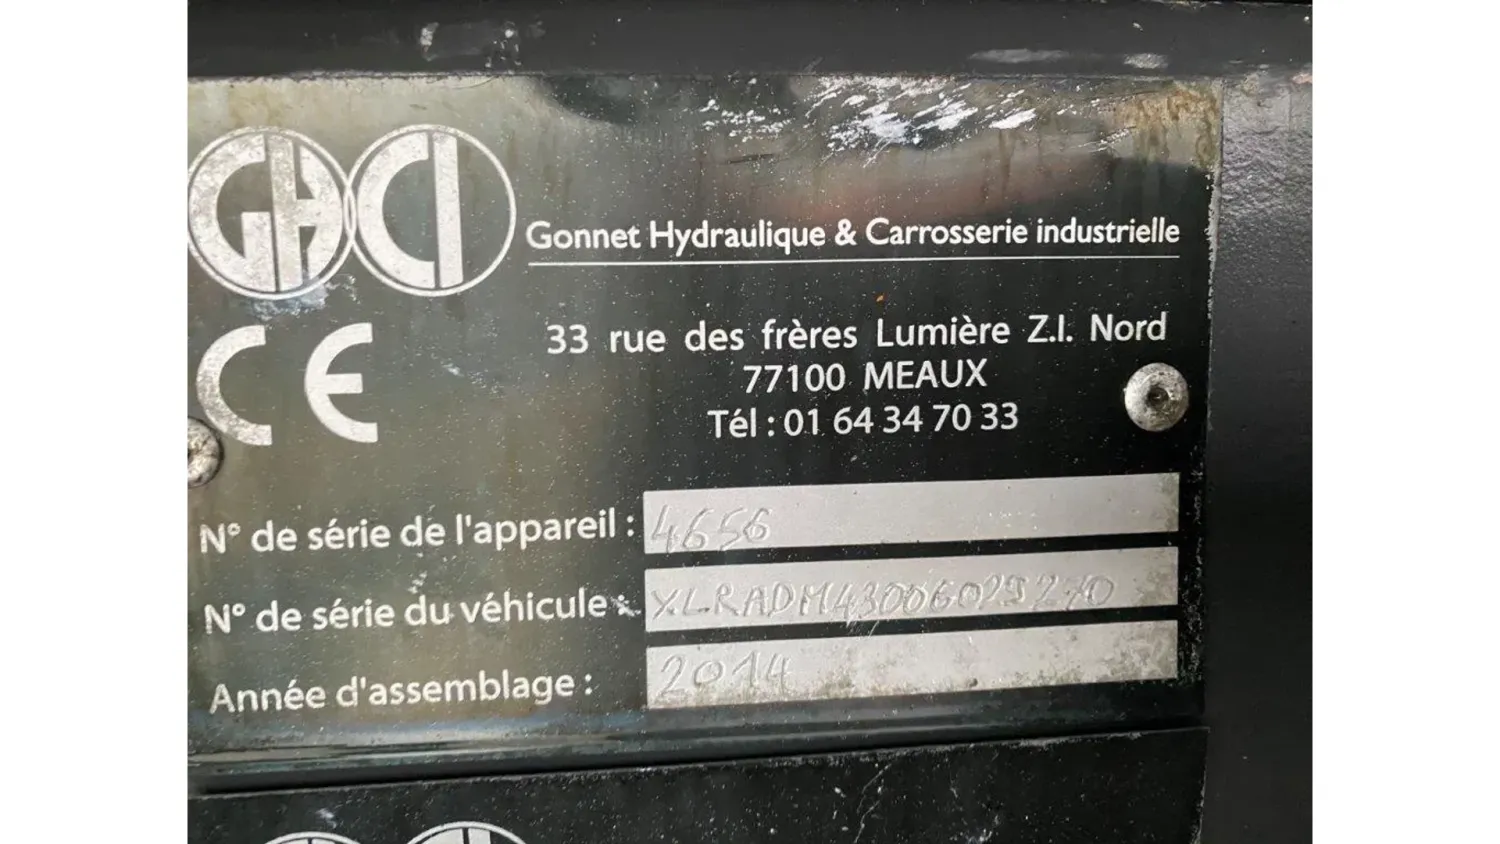 GHCI
Gonnet Hydraulique & Carrosserie industrielle
CE
33 rue des frères Lumière Z.I. Nord
77100 MEAUX
Tél : 01 64 34 70 33
N° de série de l'appareil : 4656
N° de série du véhicule : XLRADM43006029270
Année d'assemblage : 2014